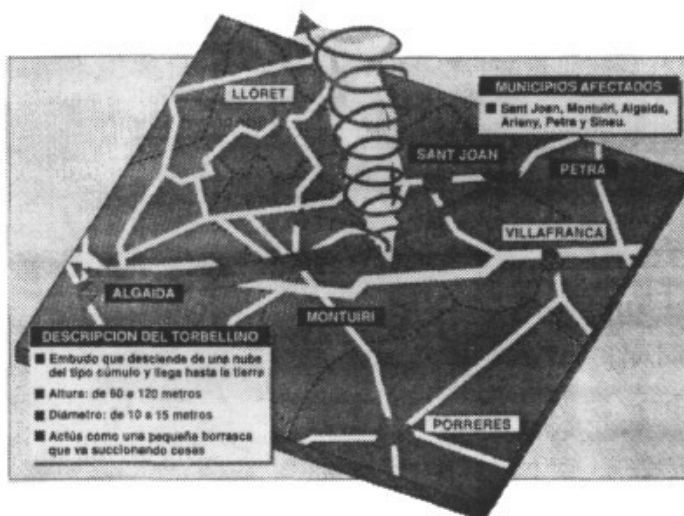 MUNICIPIOS AFECTADOS
Sant Joan, Montuiri, Algaida,
Ariany, Petra y Sineu.
LLORET
SANT JOAN
PETRA
VILLAFRANCA
ALGAIDA
MONTUIRI
PORRERES
DESCRIPCION DEL TORBELLINO
Embudo que desciende de una nube
del tipo cúmulo y llega hasta la tierra
Altura: de 60 a 120 metros
Diámetro: de 10 a 15 metros
Actúa como una pequeña borrasca
que va succionando cosas